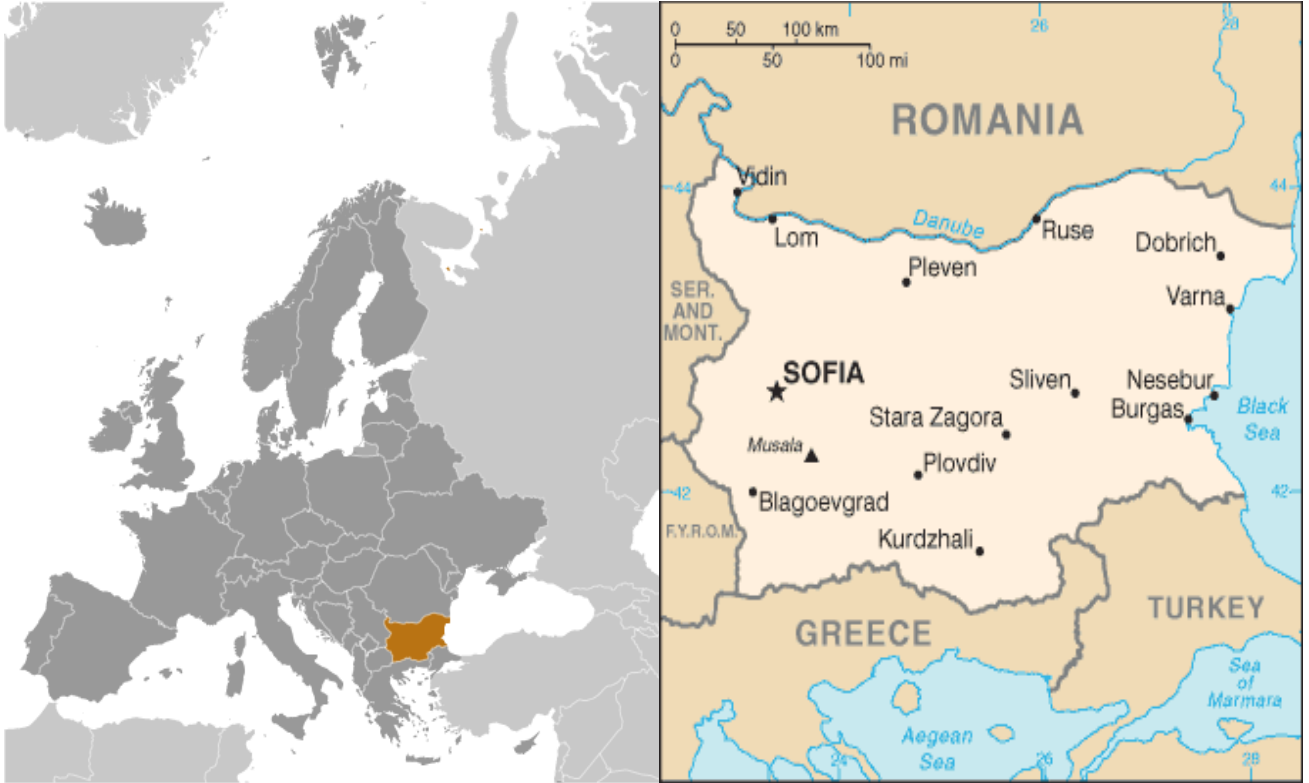 26
28
0 50 100 km
0 50 100 mi
ROMANIA
Vidin
44
44
Danube
Lom
Ruse
Dobrich
Pleven
SER.
AND
MONT.
Varna
SOFIA
Sliven
Nesebur
Burgas
Black
Sea
Stara Zagora
Musala
Plovdiv
42
42
Blagoevgrad
F.Y.R.O.M.
Kurdzhali
TURKEY
GREECE
Sea
of
Marmara
Aegean
Sea
24
26
28